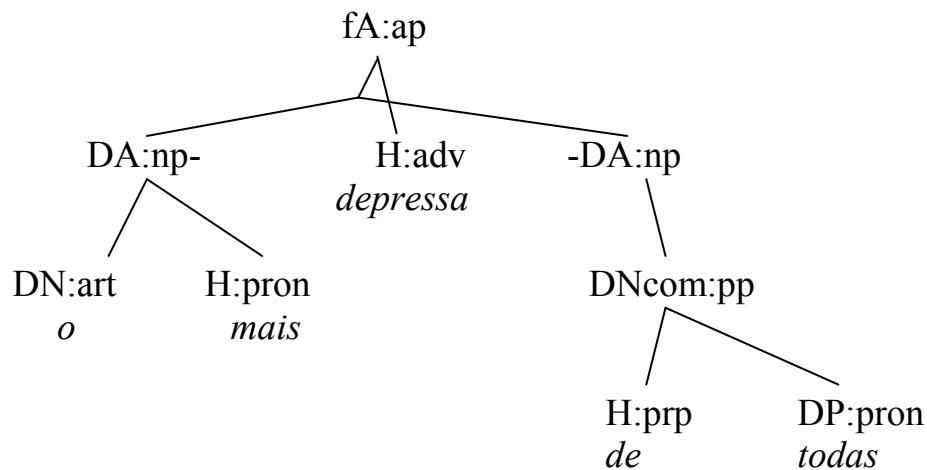 fA:ap
DA:np- H:adv -DA:np
depressa
DN:art H:pron DNcom:pp
o mais
H:prp DP:pron
de todas